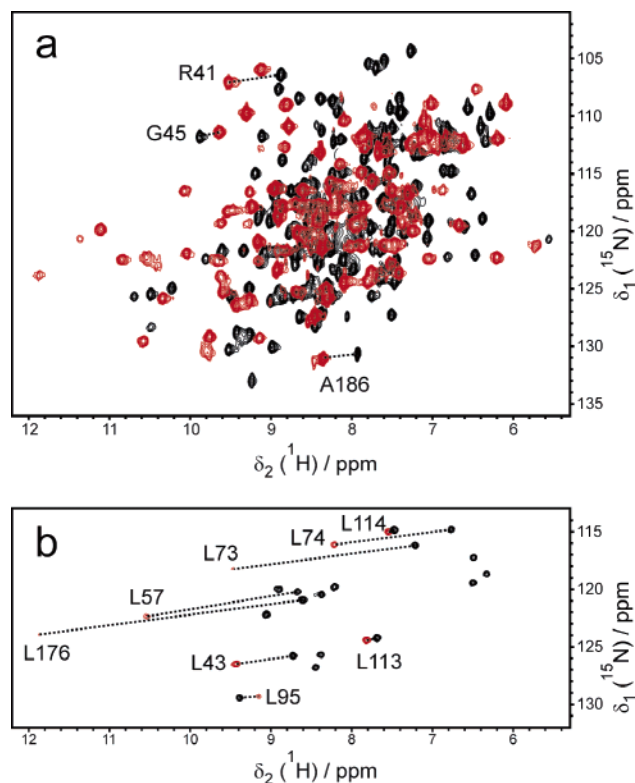 a
R41
G45
A186
105
110
115
120
125
130
135
δ1 (15N) / ppm
12 11 10 9 8 7 6
δ2 (1H) / ppm
b
L114
L74
L73
L57
L176
L43
L113
L95
115
120
125
130
δ1 (15N) / ppm
12 11 10 9 8 7 6
δ2 (1H) / ppm